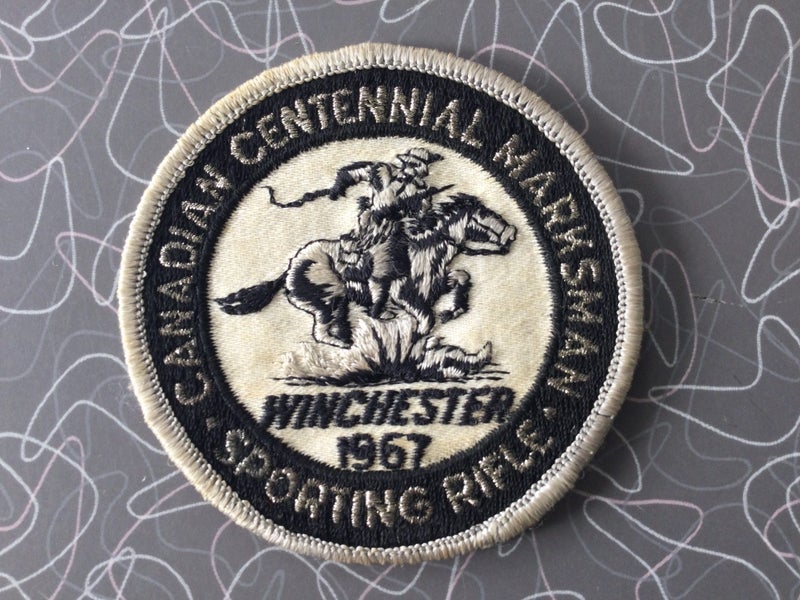 CANADIAN CENTENNIAL MARKSMAN
WINCHESTER
1967
· SPORTING RIFLE ·